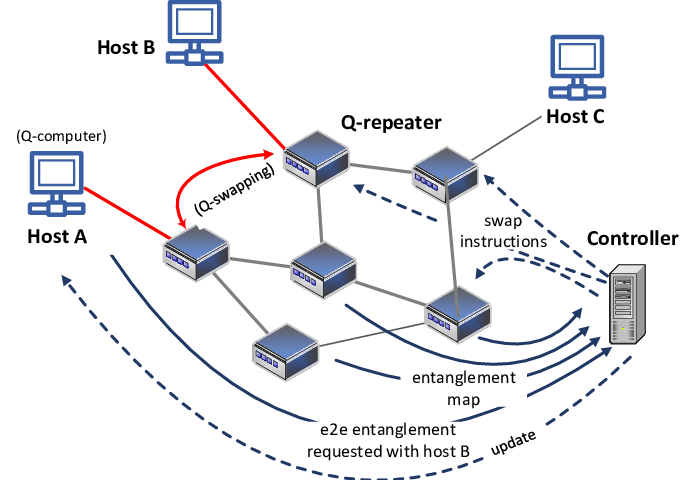 Host B
Host C
Q-repeater
(Q-computer)
(Q-swapping)
Host A
swap
instructions
Controller
entanglement
map
e2e entanglement
requested with host B
update